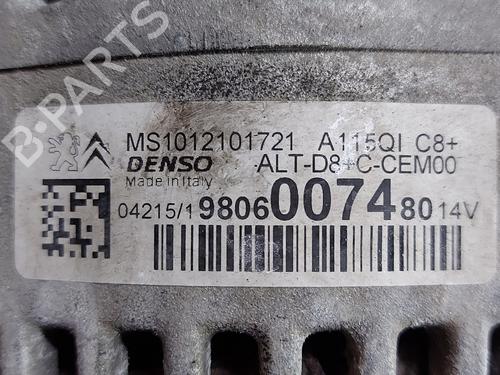 B-PARTS
MS1012101721 A115QI C8+
DENSO ALT-D8+C-CEM00
Made in Italy
04215/1 9806007480 14V